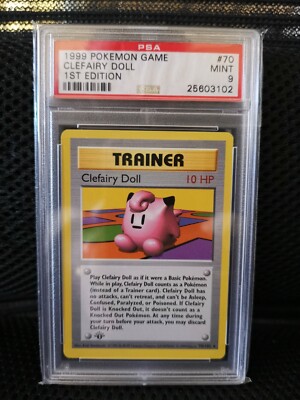 PSA
1999 POKEMON GAME #70
CLEFAIRY DOLL MINT
1ST EDITION 9
25603102
TRAINER
Clefairy Doll 10 HP
Play Clefairy Doll as if it were a Basic Pokémon.
While in play, Clefairy Doll counts as a Pokémon
(instead of a Trainer card). Clefairy Doll has
no attacks, can't retreat, and can't be Asleep,
Confused, Paralyzed, or Poisoned. If Clefairy Doll
is Knocked Out, it doesn't count as a
Knocked Out Pokémon. At any time during
your turn before your attack, you may discard
Clefairy Doll.